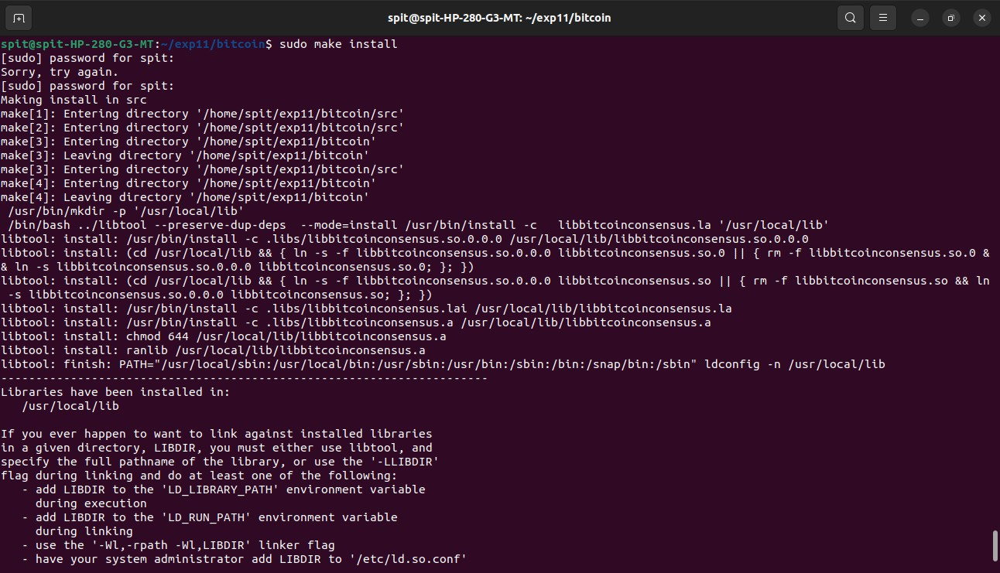 spit@spit-HP-280-G3-MT: ~/exp11/bitcoin
spit@spit-HP-280-G3-MT:~/exp11/bitcoin$ sudo make install
[sudo] password for spit:
Sorry, try again.
[sudo] password for spit:
Making install in src
make[1]: Entering directory '/home/spit/exp11/bitcoin/src'
make[2]: Entering directory '/home/spit/exp11/bitcoin/src'
make[3]: Entering directory '/home/spit/exp11/bitcoin'
make[3]: Leaving directory '/home/spit/exp11/bitcoin'
make[3]: Entering directory '/home/spit/exp11/bitcoin/src'
make[4]: Entering directory '/home/spit/exp11/bitcoin'
make[4]: Leaving directory '/home/spit/exp11/bitcoin'
 /usr/bin/mkdir -p '/usr/local/lib'
 /bin/bash ../libtool --preserve-dup-deps  --mode=install /usr/bin/install -c   libbitcoinconsensus.la '/usr/local/lib'
libtool: install: /usr/bin/install -c .libs/libbitcoinconsensus.so.0.0.0 /usr/local/lib/libbitcoinconsensus.so.0.0.0
libtool: install: (cd /usr/local/lib && { ln -s -f libbitcoinconsensus.so.0.0.0 libbitcoinconsensus.so.0 || { rm -f libbitcoinconsensus.so.0 &
& ln -s libbitcoinconsensus.so.0.0.0 libbitcoinconsensus.so.0; }; })
libtool: install: (cd /usr/local/lib && { ln -s -f libbitcoinconsensus.so.0.0.0 libbitcoinconsensus.so || { rm -f libbitcoinconsensus.so && ln
 -s libbitcoinconsensus.so.0.0.0 libbitcoinconsensus.so; }; })
libtool: install: /usr/bin/install -c .libs/libbitcoinconsensus.lai /usr/local/lib/libbitcoinconsensus.la
libtool: install: /usr/bin/install -c .libs/libbitcoinconsensus.a /usr/local/lib/libbitcoinconsensus.a
libtool: install: chmod 644 /usr/local/lib/libbitcoinconsensus.a
libtool: install: ranlib /usr/local/lib/libbitcoinconsensus.a
libtool: finish: PATH="/usr/local/sbin:/usr/local/bin:/usr/sbin:/usr/bin:/sbin:/bin:/snap/bin:/sbin" ldconfig -n /usr/local/lib
----------------------------------------------------------------------
Libraries have been installed in:
   /usr/local/lib

If you ever happen to want to link against installed libraries
in a given directory, LIBDIR, you must either use libtool, and
specify the full pathname of the library, or use the '-LLIBDIR'
flag during linking and do at least one of the following:
   - add LIBDIR to the 'LD_LIBRARY_PATH' environment variable
     during execution
   - add LIBDIR to the 'LD_RUN_PATH' environment variable
     during linking
   - use the '-Wl,-rpath -Wl,LIBDIR' linker flag
   - have your system administrator add LIBDIR to '/etc/ld.so.conf'